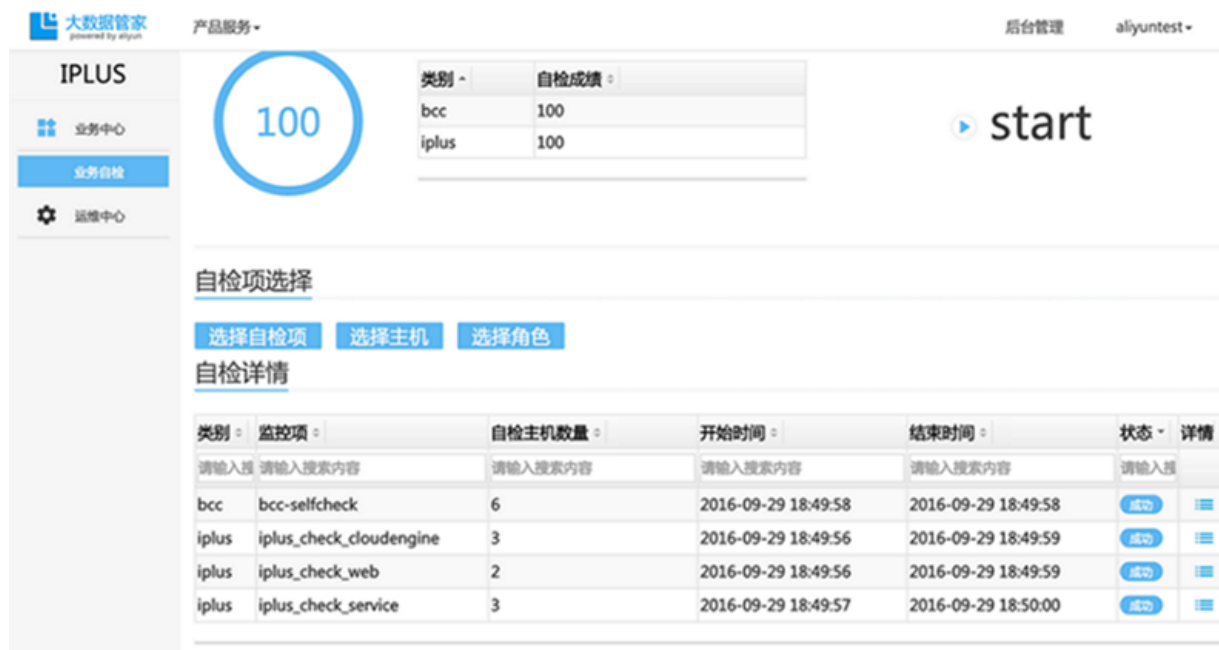 大数据管家 产品服务 后台管理 aliyuntest
powered by aliyun
IPLUS
业务中心
业务自检
运维中心
100
类别 自检成绩
bcc 100
iplus 100
start
自检项选择
选择自检项 选择主机 选择角色
自检详情
类别 监控项 自检主机数量 开始时间 结束时间 状态 详情
请输入搜 请输入搜索内容 请输入搜索内容 请输入搜索内容 请输入搜索内容 请输入搜
bcc bcc-selfcheck 6 2016-09-29 18:49:58 2016-09-29 18:49:58 成功
iplus iplus_check_cloudengine 3 2016-09-29 18:49:56 2016-09-29 18:49:59 成功
iplus iplus_check_web 2 2016-09-29 18:49:56 2016-09-29 18:49:59 成功
iplus iplus_check_service 3 2016-09-29 18:49:57 2016-09-29 18:50:00 成功